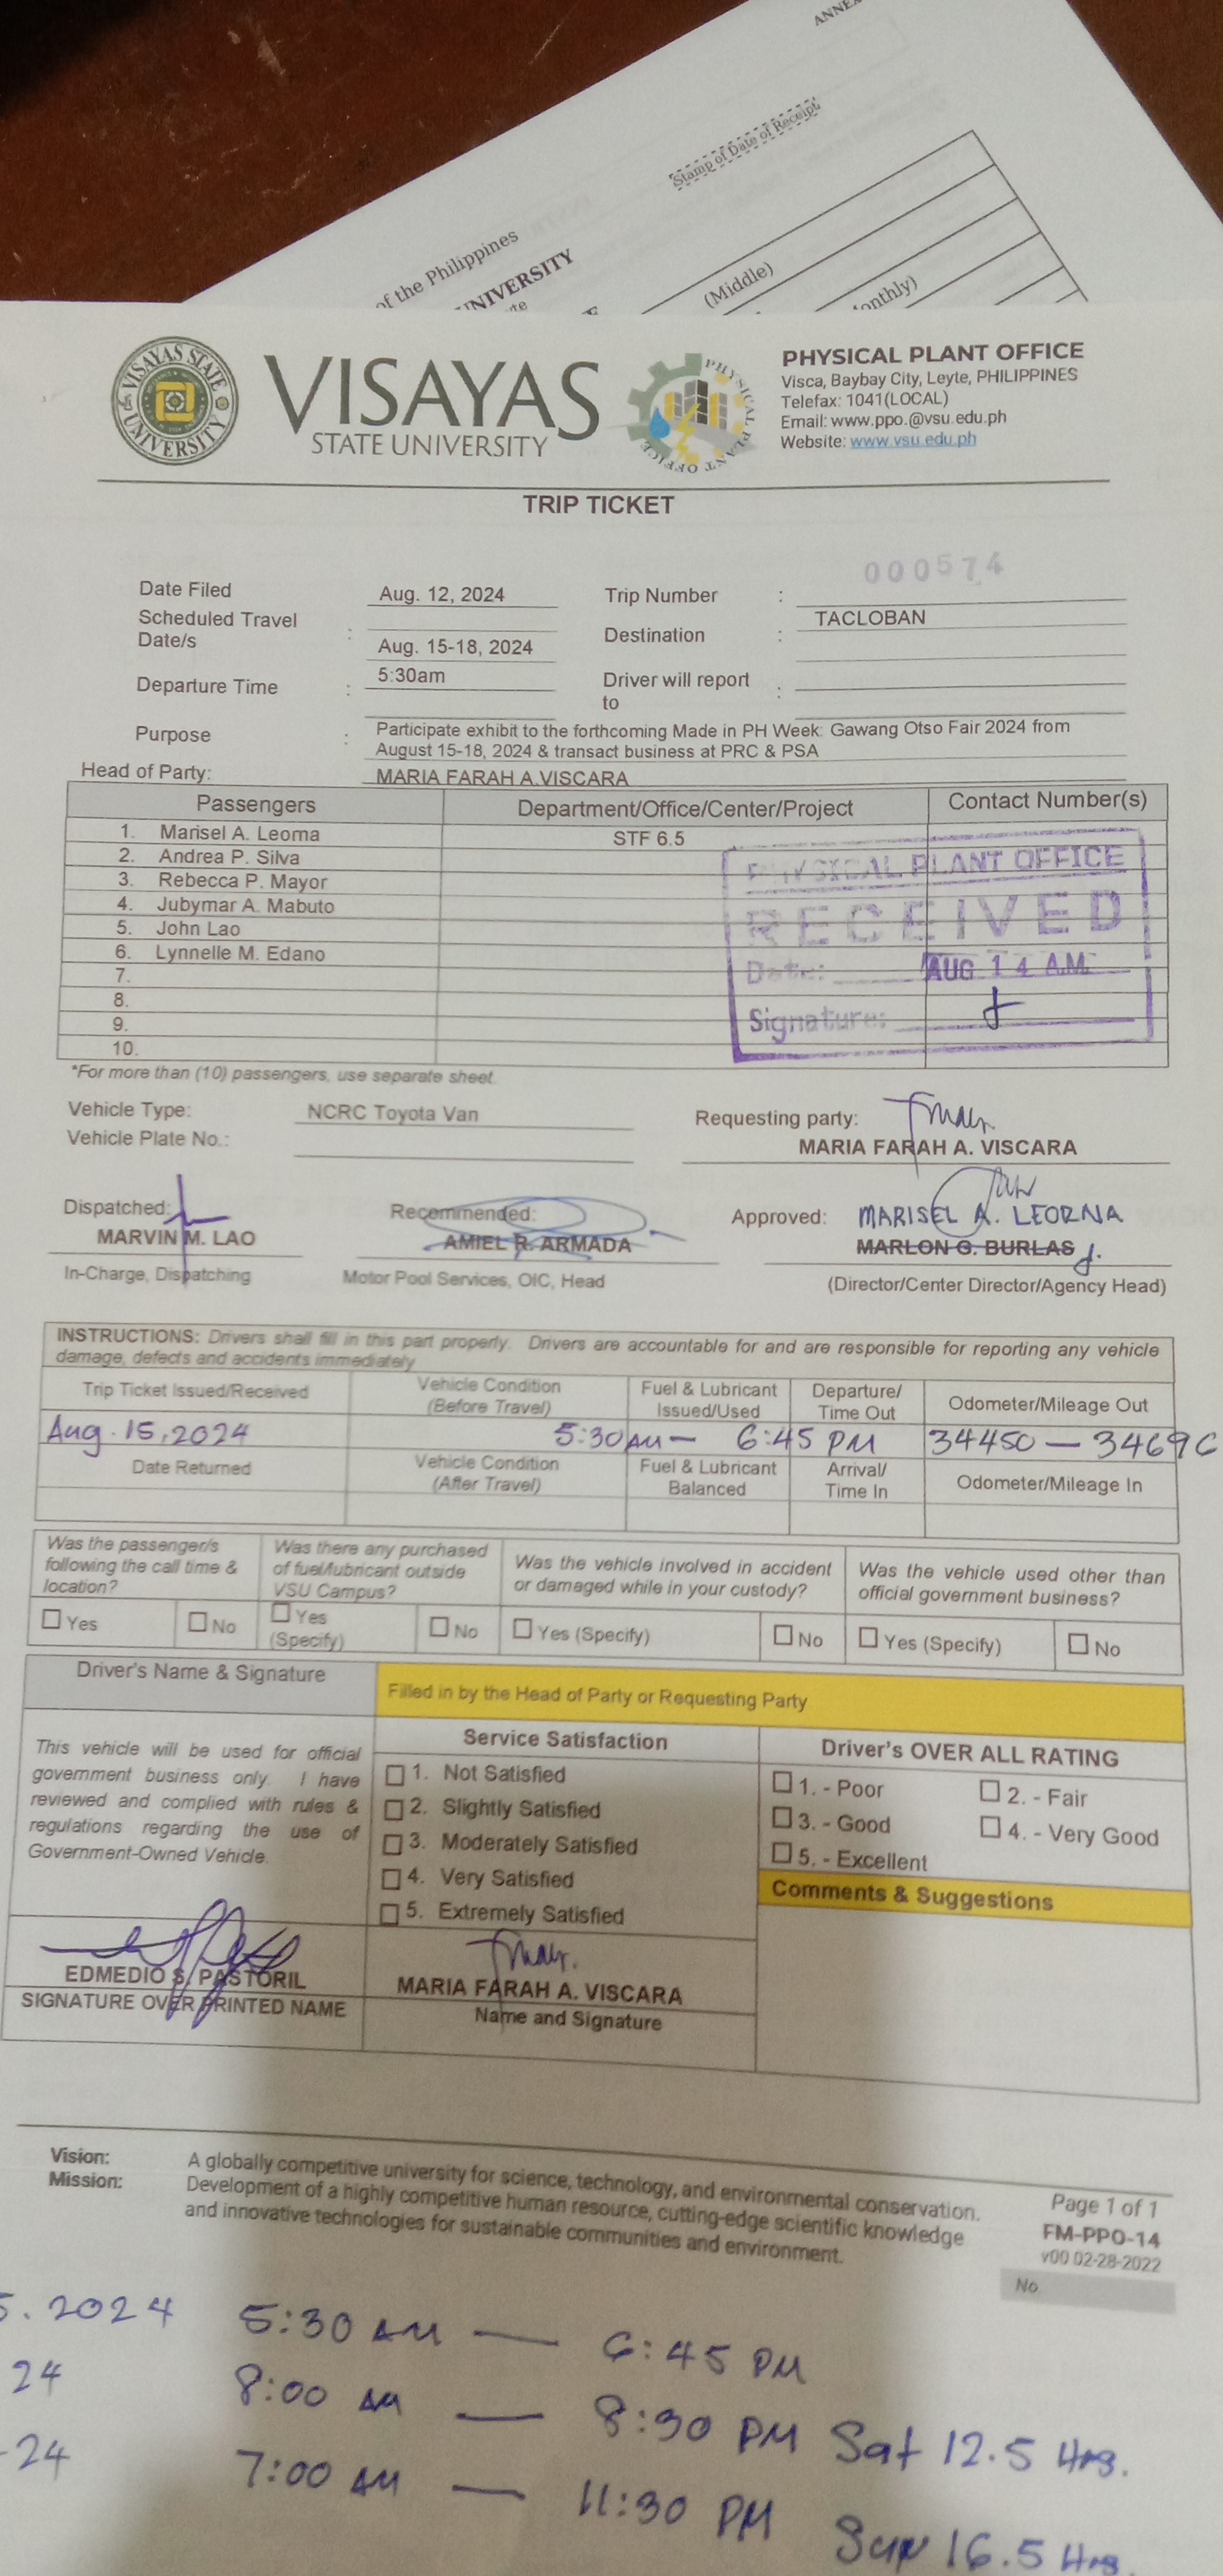 ANNEX
Stamp of Date of Receipt
of the Philippines
UNIVERSITY
(Middle)
VISAYAS STATE UNIVERSITY
VISAYAS
STATE UNIVERSITY
PHYSICAL PLANT OFFICE
PHYSICAL PLANT OFFICE
Visca, Baybay City, Leyte, PHILIPPINES
Telefax: 1041(LOCAL)
Email: www.ppo.@vsu.edu.ph
Website: www.vsu.edu.ph
TRIP TICKET
000574
Date Filed Aug. 12, 2024 Trip Number :
Scheduled Travel Date/s : Aug. 15-18, 2024 Destination : TACLOBAN
Departure Time : 5:30am Driver will report to :
Purpose : Participate exhibit to the forthcoming Made in PH Week: Gawang Otso Fair 2024 from
August 15-18, 2024 & transact business at PRC & PSA
Head of Party: MARIA FARAH A.VISCARA
Passengers Department/Office/Center/Project Contact Number(s)
1. Marisel A. Leoma STF 6.5
2. Andrea P. Silva
3. Rebecca P. Mayor
4. Jubymar A. Mabuto
5. John Lao
6. Lynnelle M. Edano
7.
8.
9.
10.
PHYSICAL PLANT OFFICE
RECEIVED
Date: AUG 14 A.M.
Signature:
*For more than (10) passengers, use separate sheet.
Vehicle Type: NCRC Toyota Van Requesting party:
Vehicle Plate No.: MARIA FARAH A. VISCARA
Dispatched: Recommended: Approved: MARISEL A. LEORNA
MARVIN M. LAO AMIEL R. ARMADA MARLON G. BURLAS
In-Charge, Dispatching Motor Pool Services, OIC, Head (Director/Center Director/Agency Head)
INSTRUCTIONS: Drivers shall fill in this part properly. Drivers are accountable for and are responsible for reporting any vehicle
damage, defects and accidents immediately
Trip Ticket Issued/Received Vehicle Condition (Before Travel) Fuel & Lubricant Issued/Used Departure/ Time Out Odometer/Mileage Out
Aug. 15, 2024 5:30 AM — 6:45 PM 34450 — 34696
Date Returned Vehicle Condition (After Travel) Fuel & Lubricant Balanced Arrival/ Time In Odometer/Mileage In
Was the passenger/s following the call time & location? Was there any purchased of fuel/lubricant outside VSU Campus? Was the vehicle involved in accident or damaged while in your custody? Was the vehicle used other than official government business?
Yes No Yes (Specify) No Yes (Specify) No Yes (Specify) No
Driver's Name & Signature Filled in by the Head of Party or Requesting Party
Service Satisfaction Driver's OVER ALL RATING
This vehicle will be used for official
government business only. I have
reviewed and complied with rules &
regulations regarding the use of
Government-Owned Vehicle.
1. Not Satisfied
2. Slightly Satisfied
3. Moderately Satisfied
4. Very Satisfied
5. Extremely Satisfied
1. - Poor 2. - Fair
3. - Good 4. - Very Good
5. - Excellent
Comments & Suggestions
EDMEDIO S. PASTORIL MARIA FARAH A. VISCARA
SIGNATURE OVER PRINTED NAME Name and Signature
Vision: A globally competitive university for science, technology, and environmental conservation.
Mission: Development of a highly competitive human resource, cutting-edge scientific knowledge
and innovative technologies for sustainable communities and environment.
Page 1 of 1
FM-PPO-14
v00 02-28-2022
No.
5. 2024 5:30 AM — 6:45 PM
24 8:00 AM — 8:30 PM Sat 12.5 Hrs.
-24 7:00 AM — 11:30 PM Sun 16.5 Hrs.